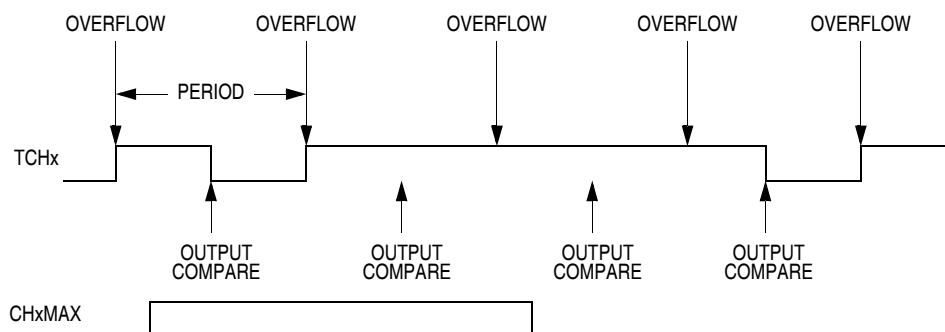 OVERFLOW OVERFLOW OVERFLOW OVERFLOW OVERFLOW
PERIOD
TCHx
OUTPUT COMPARE
OUTPUT COMPARE
OUTPUT COMPARE
OUTPUT COMPARE
CHxMAX